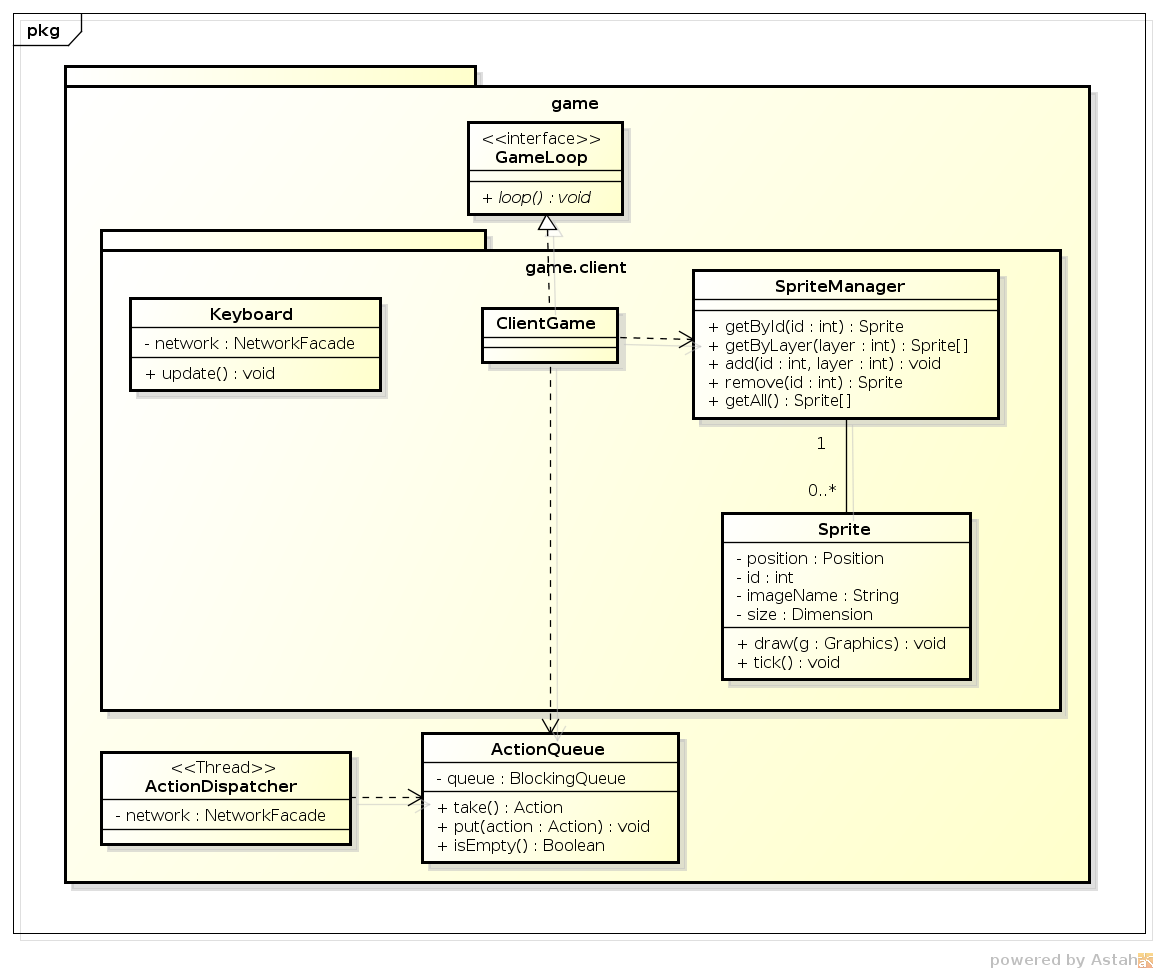 pkg
game
<<interface>>
GameLoop
+ loop() : void
game.client
Keyboard
- network : NetworkFacade
+ update() : void
ClientGame
SpriteManager
+ getById(id : int) : Sprite
+ getByLayer(layer : int) : Sprite[]
+ add(id : int, layer : int) : void
+ remove(id : int) : Sprite
+ getAll() : Sprite[]
1
0..*
Sprite
- position : Position
- id : int
- imageName : String
- size : Dimension
+ draw(g : Graphics) : void
+ tick() : void
<<Thread>>
ActionDispatcher
- network : NetworkFacade
ActionQueue
- queue : BlockingQueue
+ take() : Action
+ put(action : Action) : void
+ isEmpty() : Boolean
powered by Astah